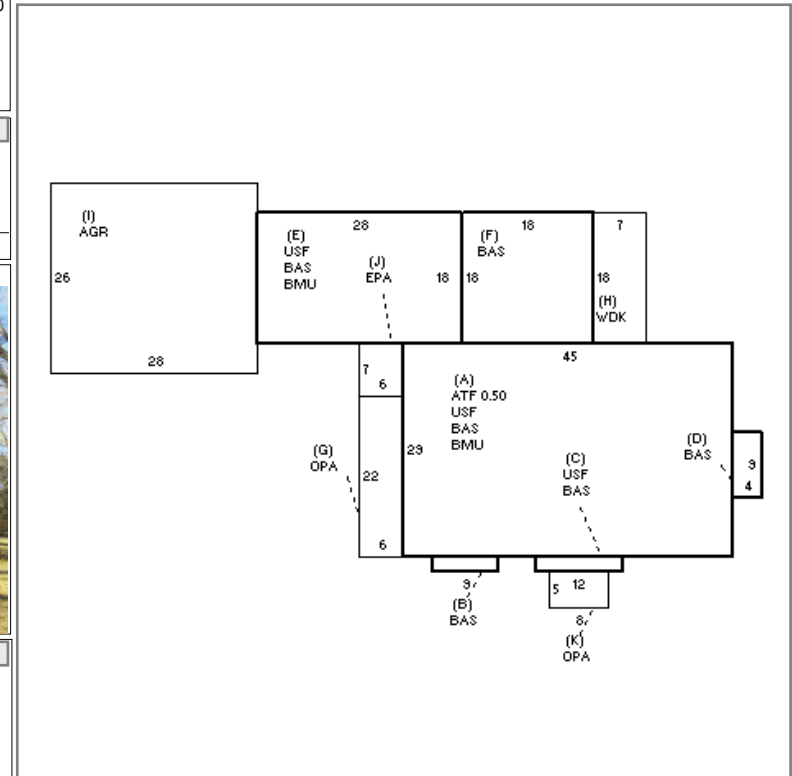 (I)
AGR
26
28
28
(E)
USF
BAS
BMU
(J)
EPA
18
18
(F)
BAS
18
7
18
(H)
WDK
45
7
6
(A)
ATF 0.50
USF
BAS
BMU
29
(G)
OPA
22
6
(C)
USF
BAS
(D)
BAS
9
4
9
(B)
BAS
5
12
8
(K)
OPA